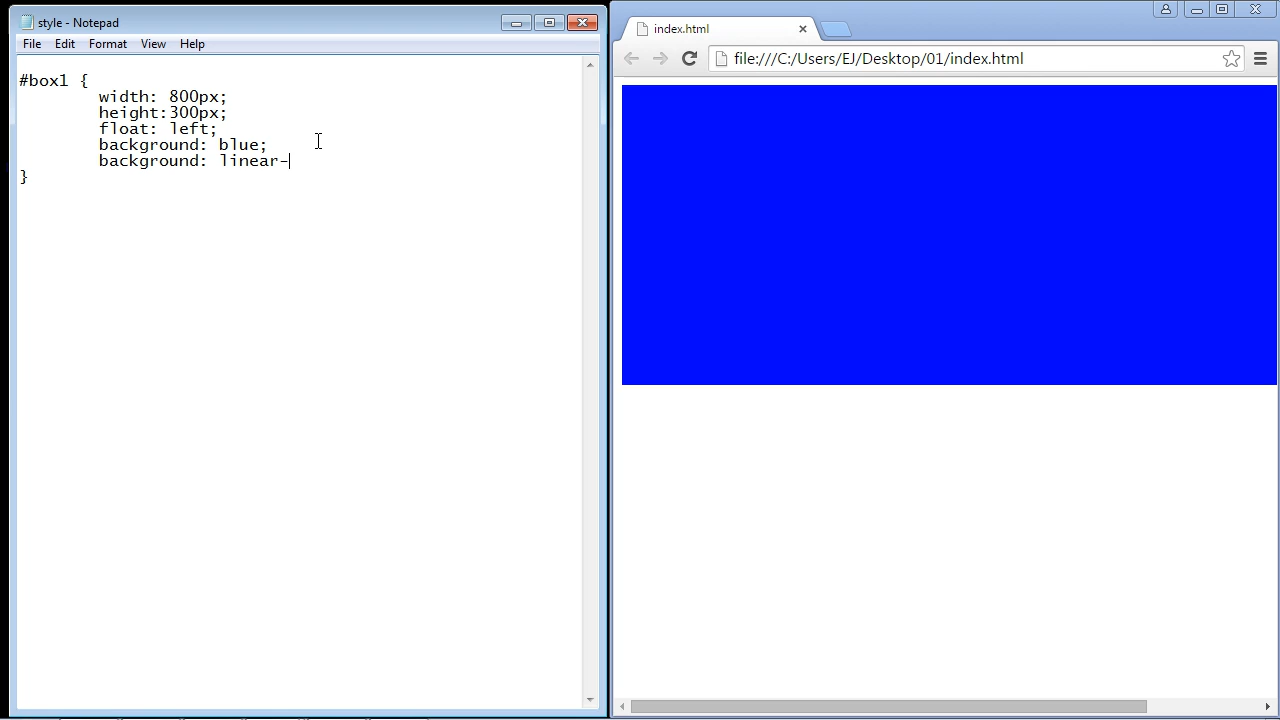 style - Notepad
File Edit Format View Help
#box1 {
width: 800px;
height:300px;
float: left;
background: blue;
background: linear-
}
index.html
file:///C:/Users/EJ/Desktop/01/index.html